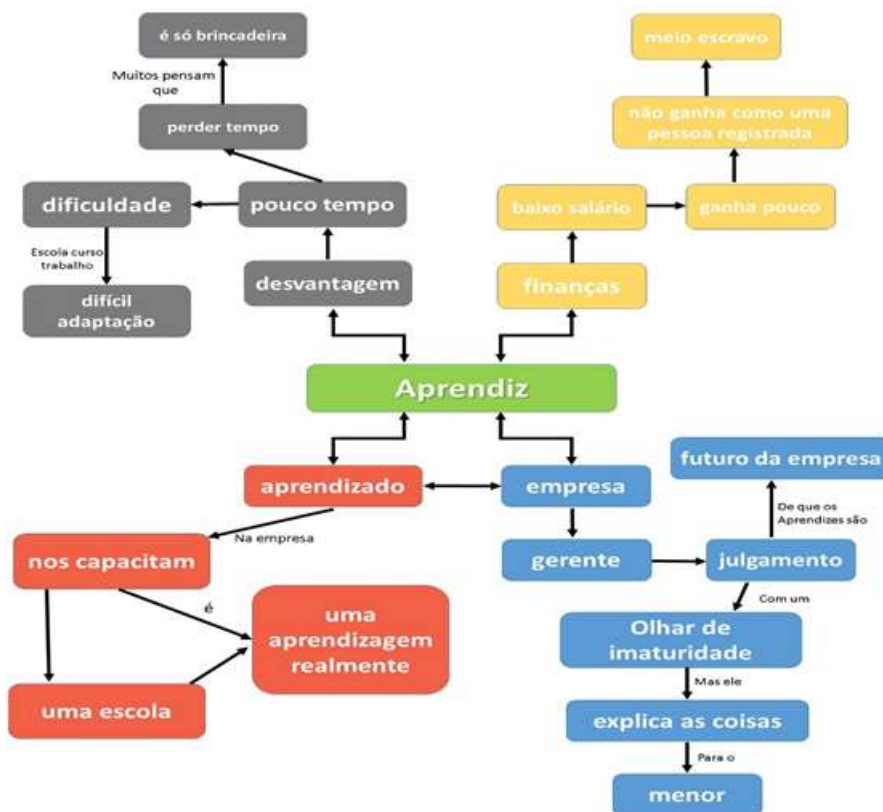 é só brincadeira
Muitos pensam
que
perder tempo
dificuldade
pouco tempo
Escola curso
trabalho
desvantagem
difícil
adaptação
meio escravo
não ganha como uma
pessoa registrada
baixo salário
ganha pouco
finanças
Aprendiz
aprendizado
Na empresa
nos capacitam
é
uma
aprendizagem
realmente
uma escola
empresa
futuro da empresa
De que os
Aprendizes são
gerente
julgamento
Com um
Olhar de
imaturidade
Mas ele
explica as coisas
Para o
menor